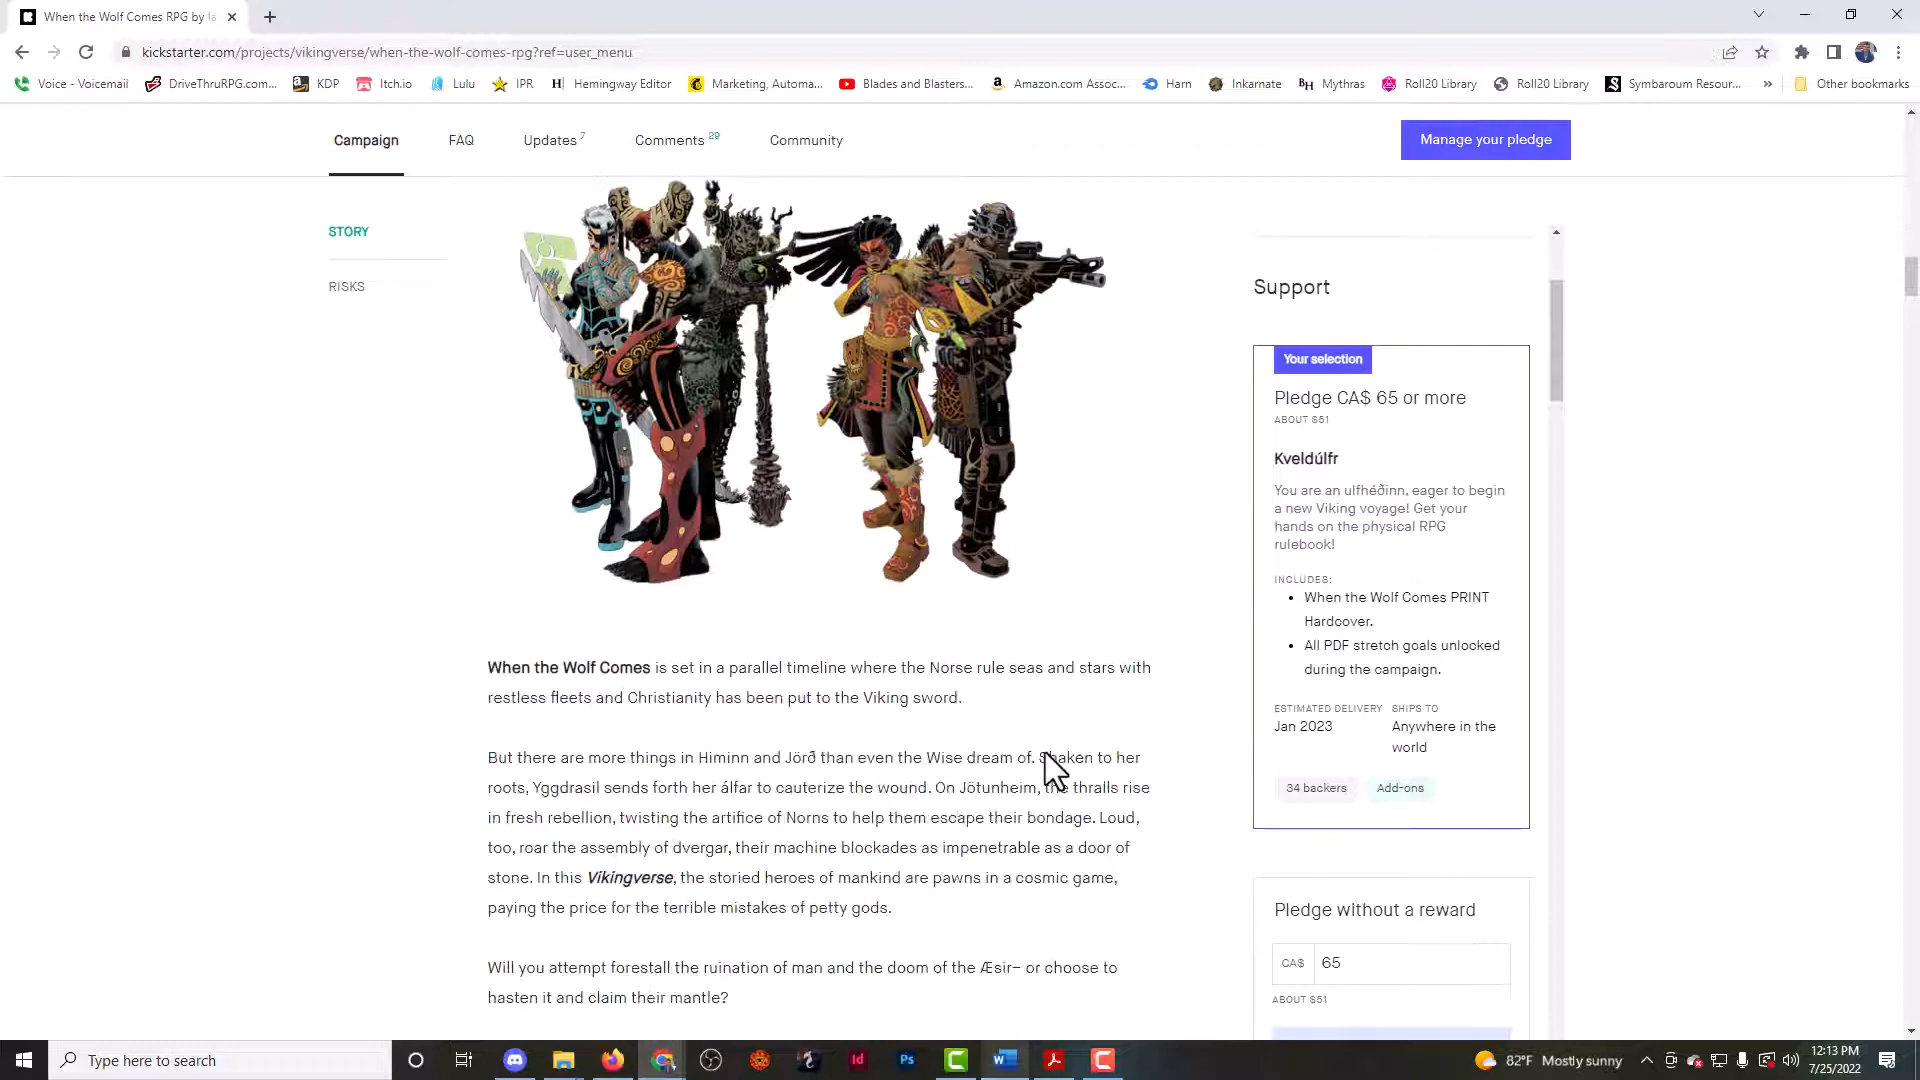 When the Wolf Comes RPG by Ia
kickstarter.com/projects/vikingverse/when-the-wolf-comes-rpg?ref=user_menu
Voice - Voicemail DriveThruRPG.com... KDP Itch.io Lulu IPR Hemingway Editor Marketing, Automa... Blades and Blasters... Amazon.com Assoc... Harn Inkarnate Mythras Roll20 Library Roll20 Library Symbaroum Resour... » Other bookmarks
Campaign FAQ Updates 7 Comments 29 Community Manage your pledge
STORY
RISKS
When the Wolf Comes is set in a parallel timeline where the Norse rule seas and stars with
restless fleets and Christianity has been put to the Viking sword.
But there are more things in Himinn and Jörð than even the Wise dream of. Shaken to her
roots, Yggdrasil sends forth her álfar to cauterize the wound. On Jötunheim, the thralls rise
in fresh rebellion, twisting the artifice of Norns to help them escape their bondage. Loud,
too, roar the assembly of dvergar, their machine blockades as impenetrable as a door of
stone. In this Vikingverse, the storied heroes of mankind are pawns in a cosmic game,
paying the price for the terrible mistakes of petty gods.
Will you attempt forestall the ruination of man and the doom of the Æsir– or choose to
hasten it and claim their mantle?
Support
Your selection
Pledge CA$ 65 or more
ABOUT $51
Kveldúlfr
You are an ulfhéðinn, eager to begin
a new Viking voyage! Get your
hands on the physical RPG
rulebook!
INCLUDES:
• When the Wolf Comes PRINT
Hardcover.
• All PDF stretch goals unlocked
during the campaign.
ESTIMATED DELIVERY SHIPS TO
Jan 2023 Anywhere in the
world
34 backers Add-ons
Pledge without a reward
CA$ 65
ABOUT $51
Type here to search
Id Ps
82°F Mostly sunny
12:13 PM
7/25/2022